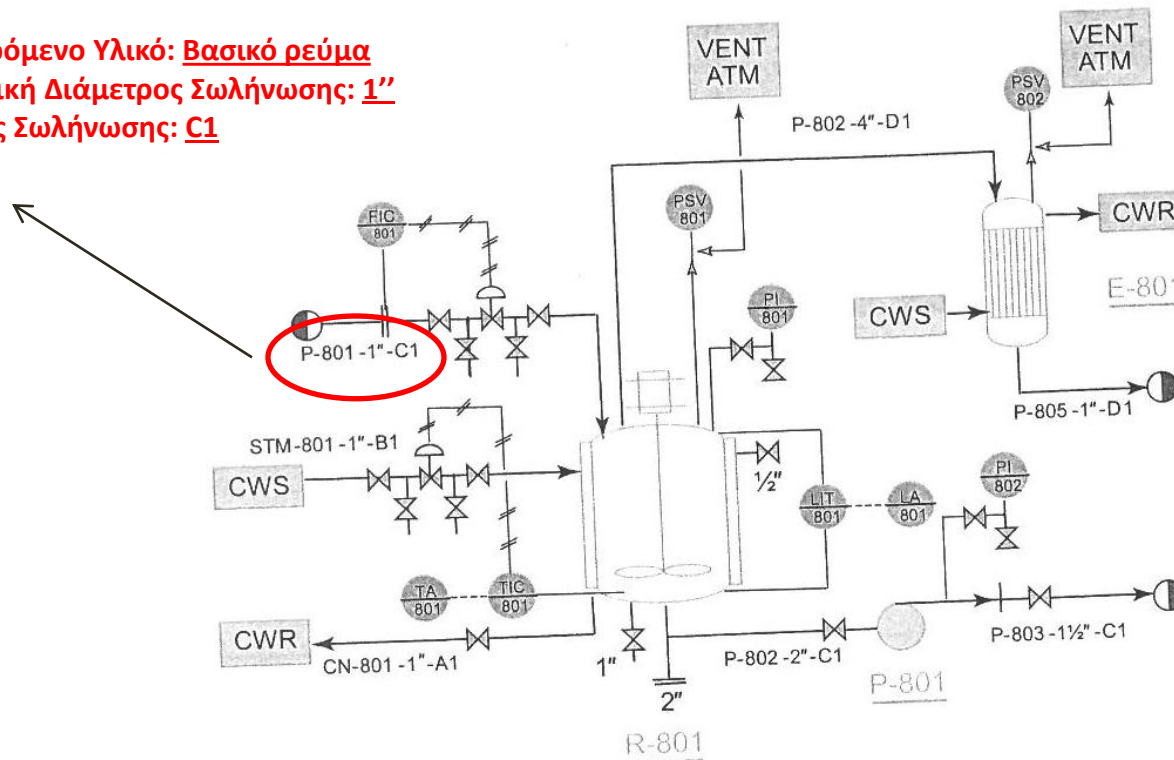 Βασικό ρεύμα
Διάμετρος Σωλήνωσης: 1″
Σωλήνωσης: C1
όμενο Υλικό:
VENT
ATM
VENT
ATM
PSV
802
P-802-4″-D1
FIC
801
PSV
801
CWR
E-801
PI
801
CWS
P-801-1″-C1
P-805-1″-D1
STM-801-1″-B1
CWS
½″
PI
802
LIT
801
LA
801
TA
801
TIC
801
CWR
CN-801-1″-A1
1″
2″
P-802-2″-C1
P-803-1½″-C1
P-801
R-801